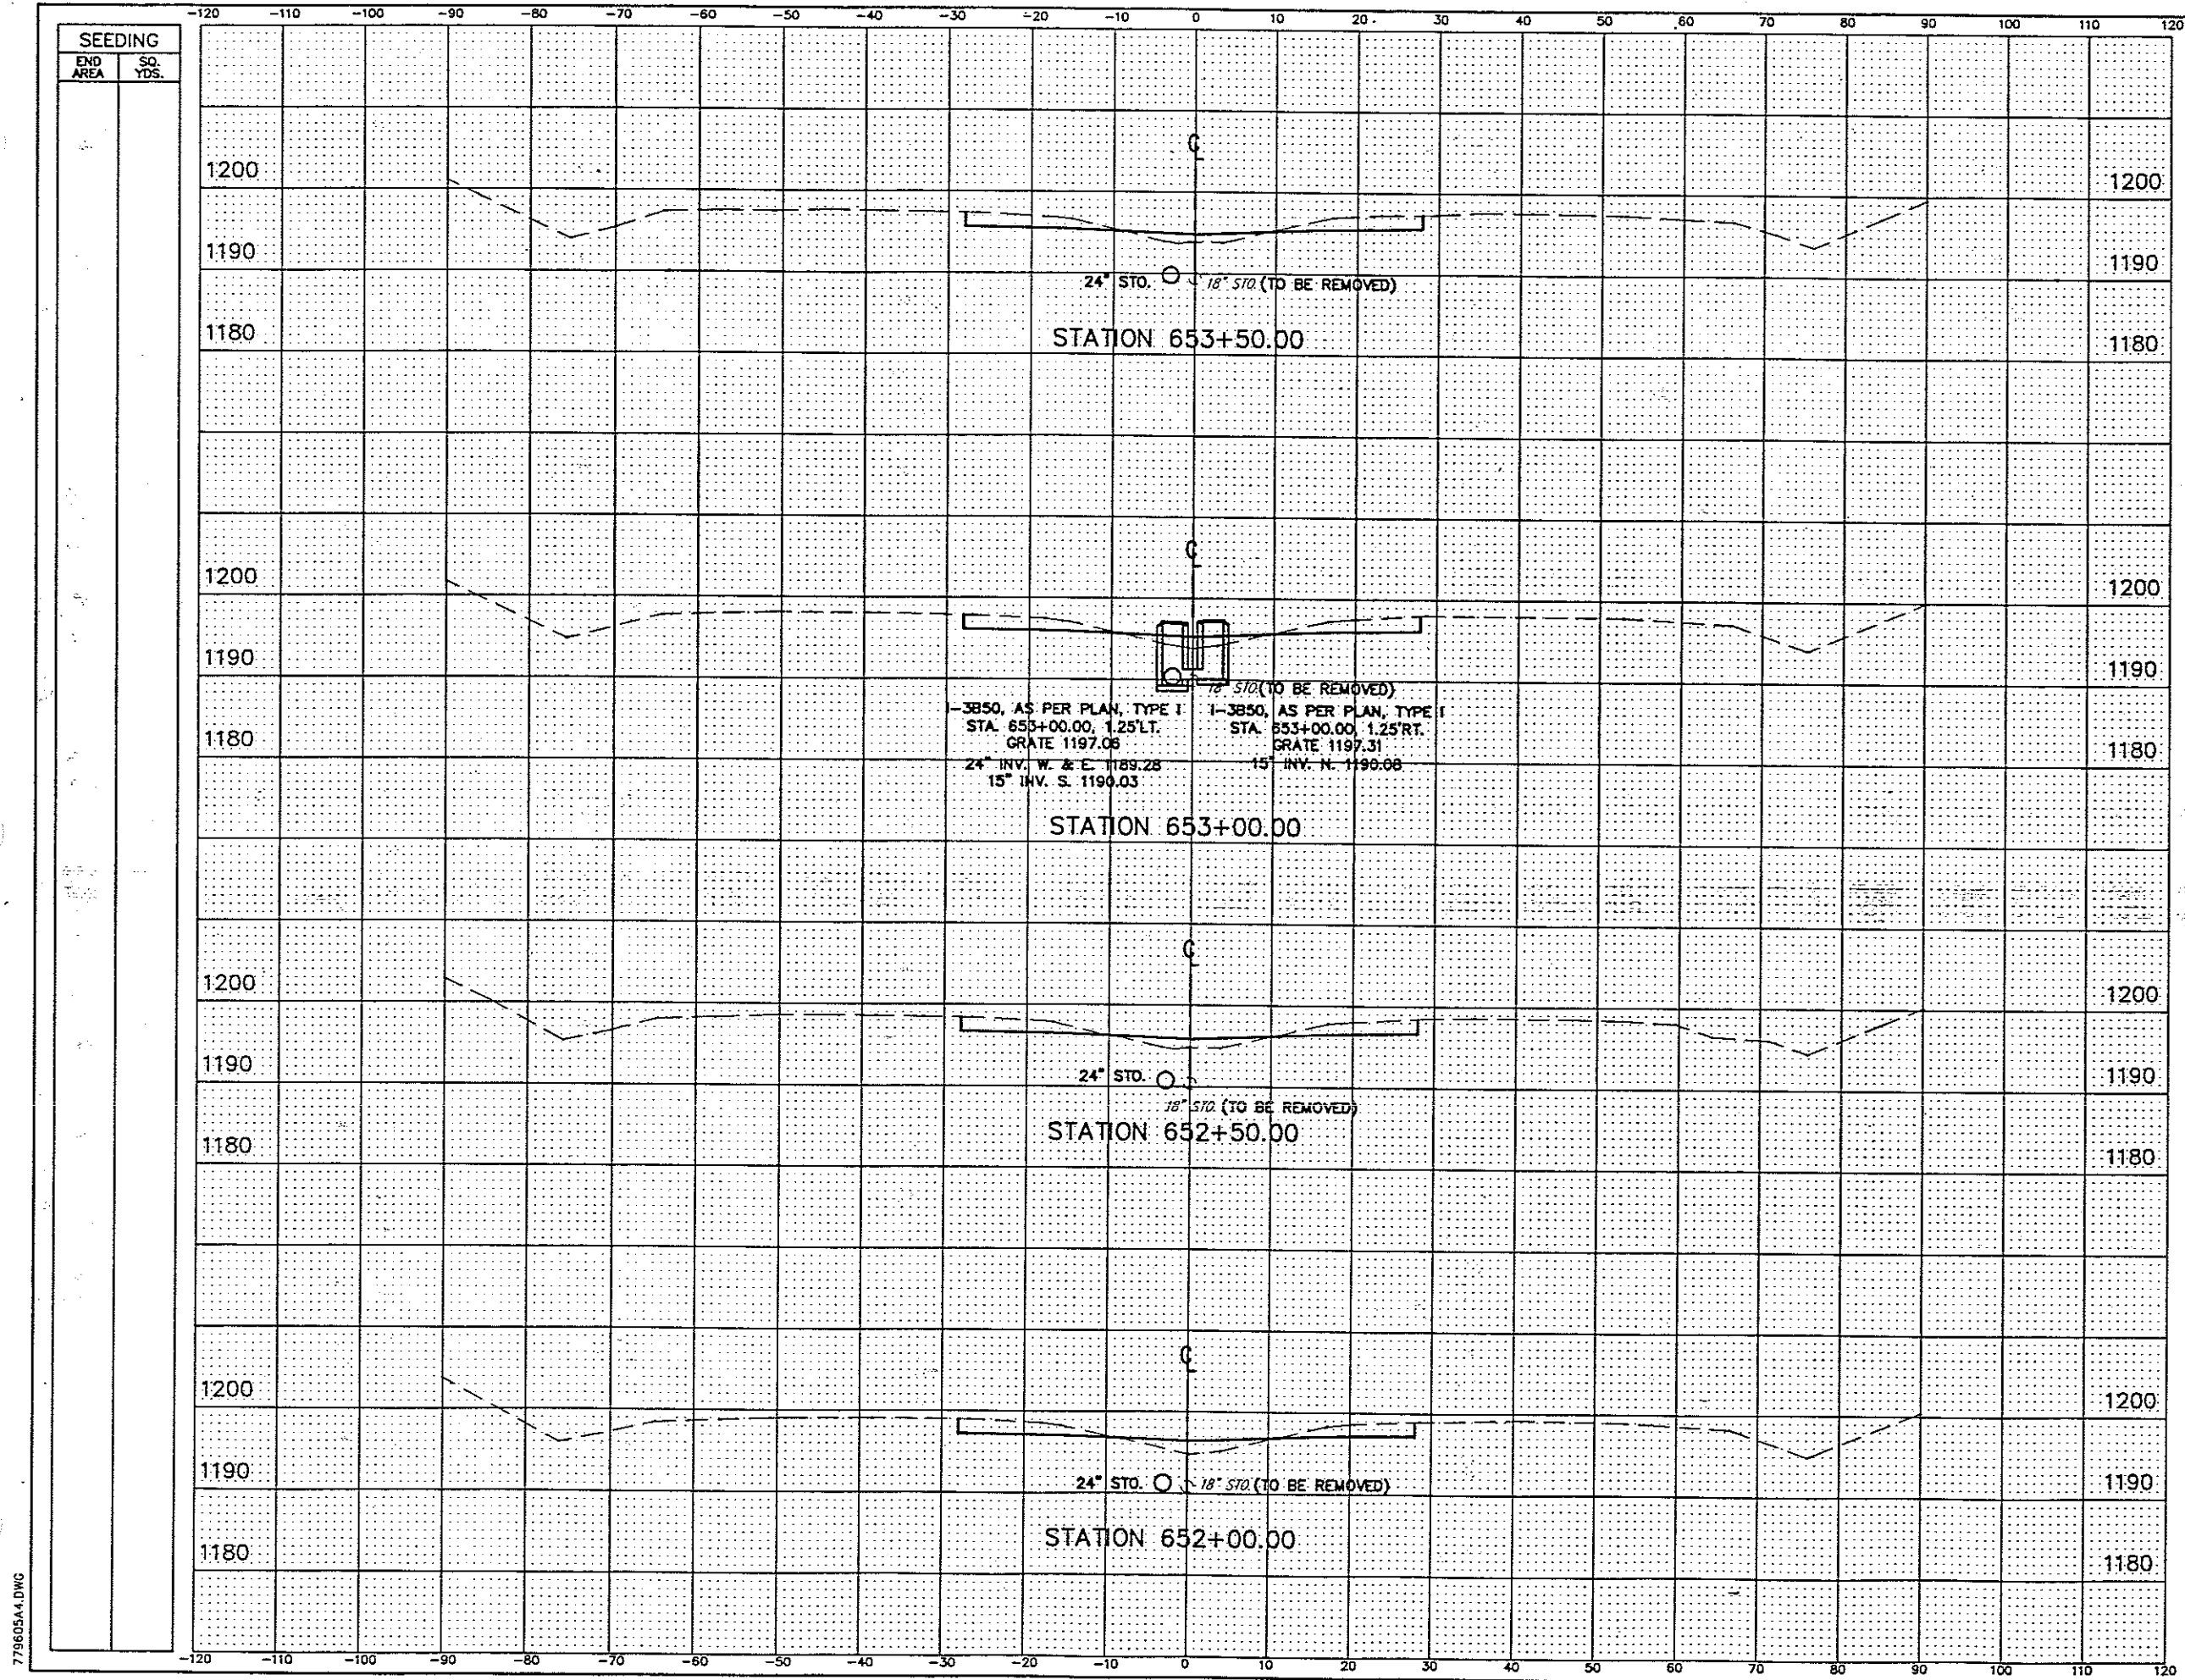 -120 -110 -100 -90 -80 -70 -60 -50 -40 -30 -20 -10 0 10 20 30 40 50 60 70 80 90 100 110 120
SEEDING
END AREA
SQ. YDS.
1200 1200
1190 1190
24" STO. 18" STO. (TO BE REMOVED)
1180 1180
STATION 653+50.00
1200 1200
1190 1190
18" STO. (TO BE REMOVED)
I-3B50, AS PER PLAN, TYPE I
STA. 653+00.00, 1.25'LT.
GRATE 1197.06
24" INV. W. & E. 1189.28
15" INV. S. 1190.03
I-3B50, AS PER PLAN, TYPE I
STA. 653+00.00, 1.25'RT.
GRATE 1197.31
15" INV. N. 1190.08
1180 1180
STATION 653+00.00
1200 1200
1190 1190
24" STO.
18" STO. (TO BE REMOVED)
STATION 652+50.00
1180 1180
1200 1200
1190 1190
24" STO. 18" STO. (TO BE REMOVED)
STATION 652+00.00
1180 1180
-120 -110 -100 -90 -80 -70 -60 -50 -40 -30 -20 -10 0 10 20 30 40 50 60 70 80 90 100 110 120
779605A4.DWG